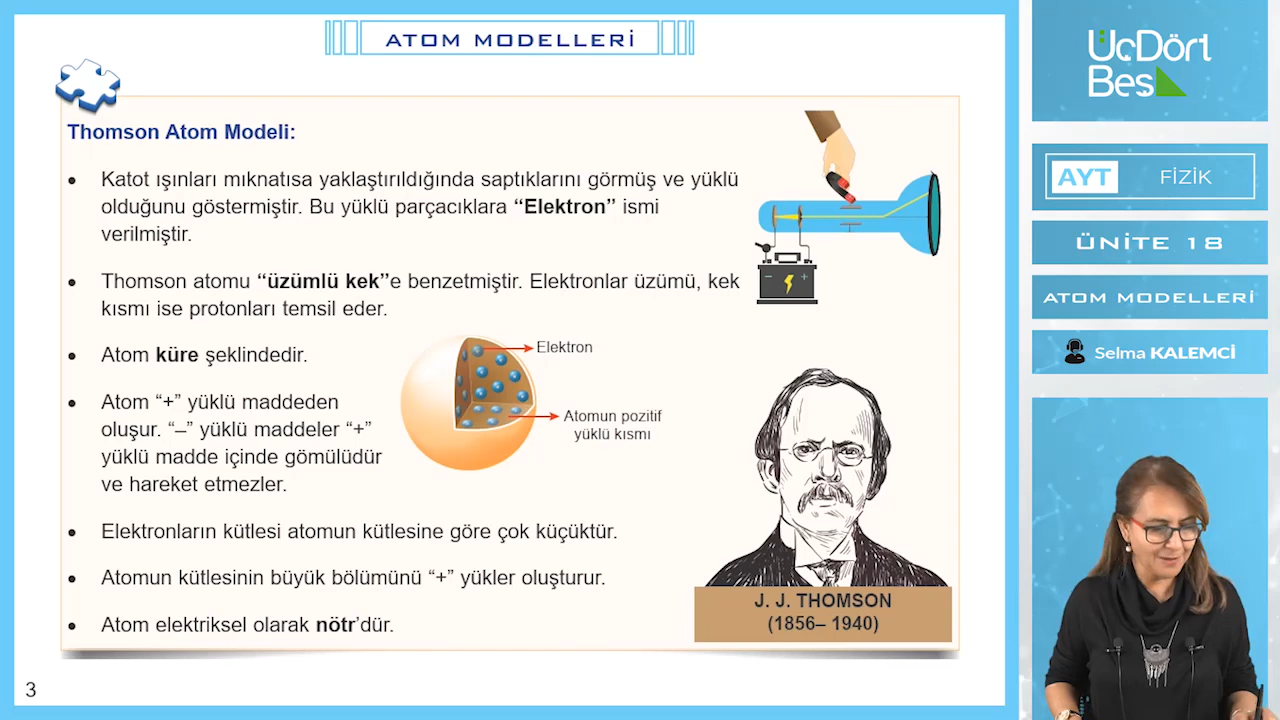 ATOM MODELLERİ
Thomson Atom Modeli:
• Katot ışınları mıknatısa yaklaştırıldığında saptıklarını görmüş ve yüklü
olduğunu göstermiştir. Bu yüklü parçacıklara “Elektron” ismi
verilmiştir.
• Thomson atomu “üzümlü kek”e benzetmiştir. Elektronlar üzümü, kek
kısmı ise protonları temsil eder.
• Atom küre şeklindedir.
Elektron
• Atom “+” yüklü maddeden
oluşur. “–” yüklü maddeler “+”
yüklü madde içinde gömülüdür
ve hareket etmezler.
Atomun pozitif
yüklü kısmı
• Elektronların kütlesi atomun kütlesine göre çok küçüktür.
• Atomun kütlesinin büyük bölümünü “+” yükler oluşturur.
• Atom elektriksel olarak nötr’dür.
– +
J. J. THOMSON
(1856– 1940)
3
ÜçDört
Beş
AYT FİZİK
ÜNİTE 18
ATOM MODELLERİ
Selma KALEMCİ